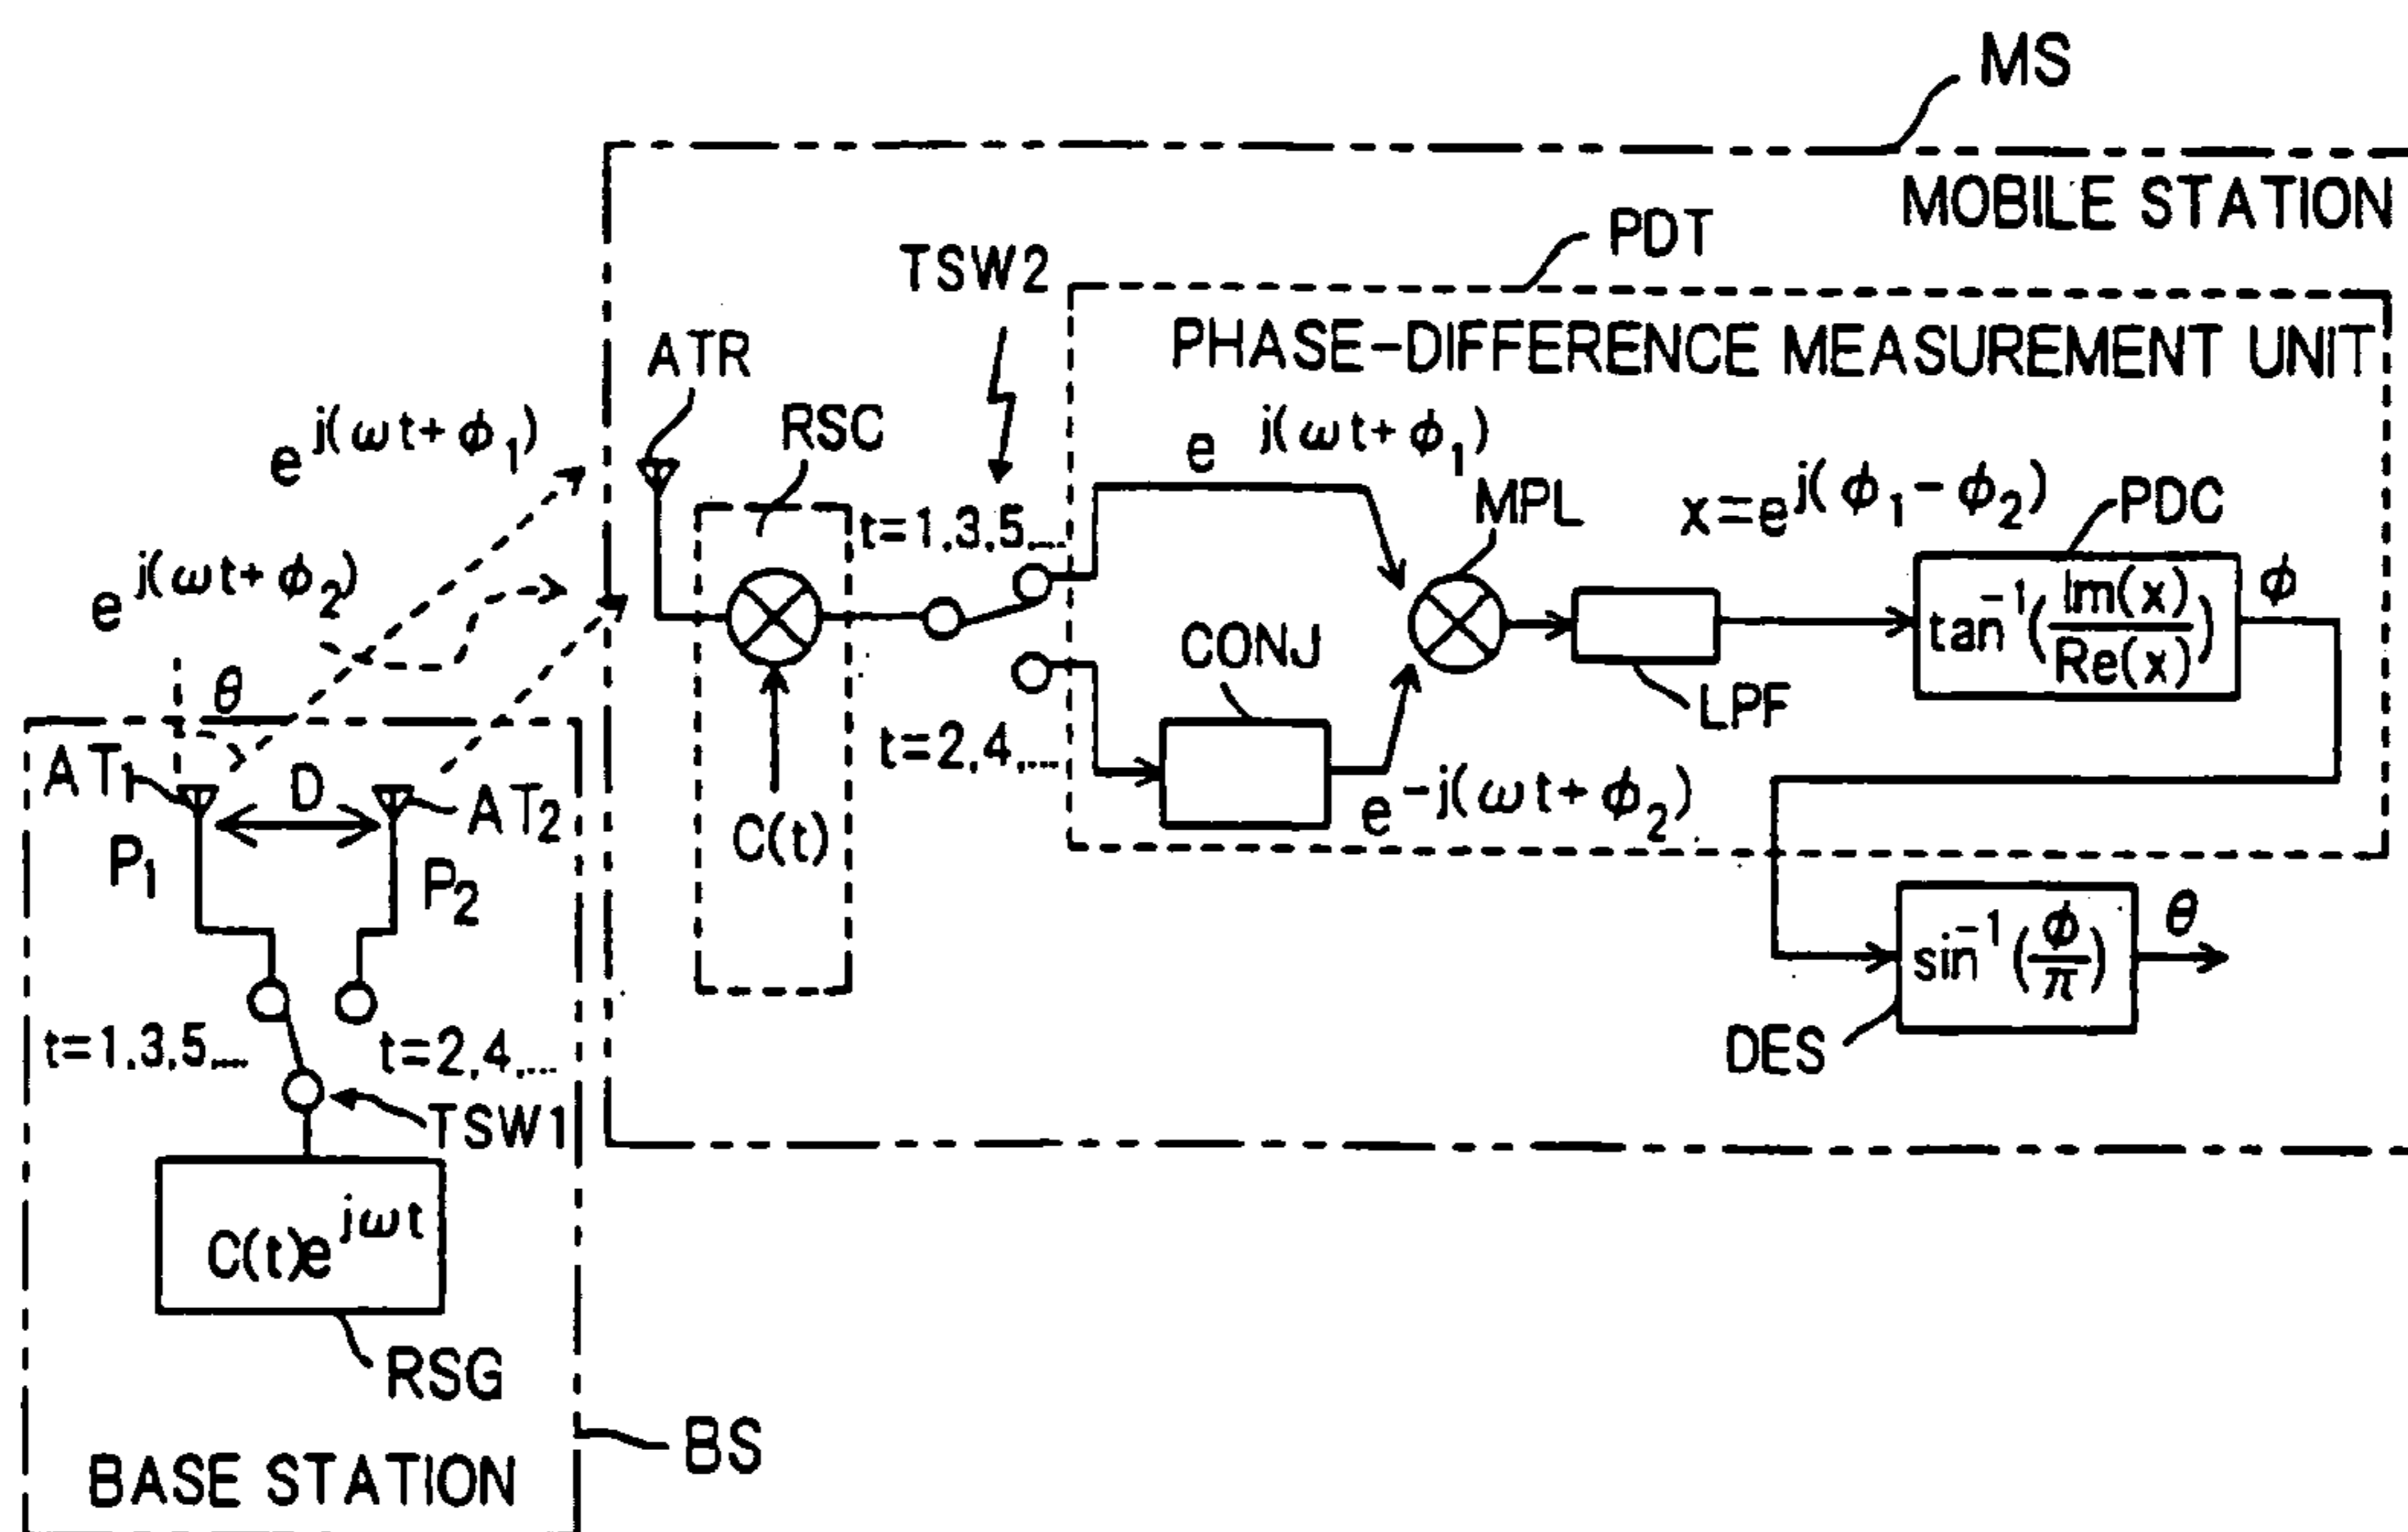 MS
MOBILE STATION
PDT
TSW2
PHASE-DIFFERENCE MEASUREMENT UNIT
ATR
RSC
e^{j(ωt+ϕ₁)}
e^{j(ωt+ϕ₁)}
MPL
x=e^{j(ϕ₁-ϕ₂)}
PDC
t=1.3.5....
e^{j(ωt+ϕ₂)}
tan⁻¹(Im(x)/Re(x))
ϕ
CONJ
LPF
θ
t=2,4,....
AT₁
D
AT₂
C(t)
e^{-j(ωt+ϕ₂)}
P₁
P₂
sin⁻¹(ϕ/π)
θ
DES
t=1.3.5....
t=2,4,...
TSW1
C(t)e^{jωt}
RSG
BS
BASE STATION